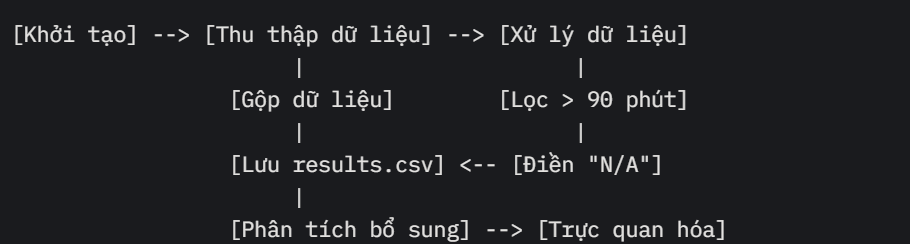 [Khởi tạo] --> [Thu thập dữ liệu] --> [Xử lý dữ liệu]
| |
[Gộp dữ liệu] [Lọc > 90 phút]
| |
[Lưu results.csv] <-- [Điền "N/A"]
|
[Phân tích bổ sung] --> [Trực quan hóa]